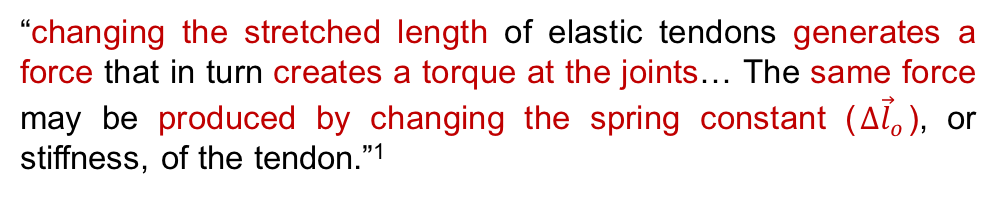 “changing the stretched length of elastic tendons generates a
force that in turn creates a torque at the joints… The same force
may be produced by changing the spring constant (Δl⃗ₒ), or
stiffness, of the tendon.”¹